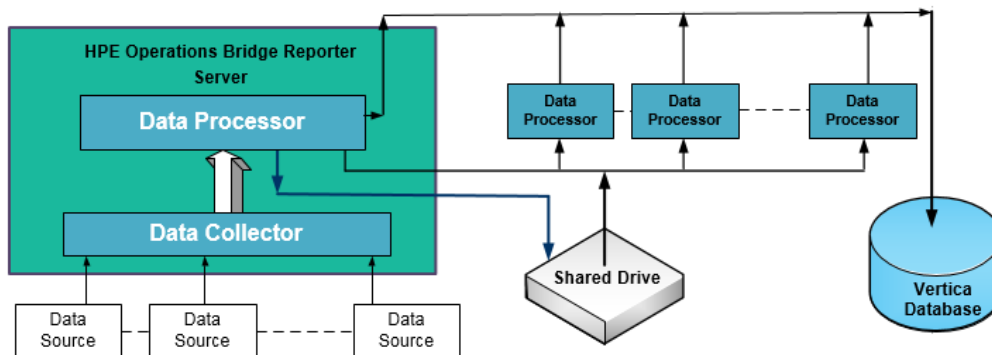 HPE Operations Bridge Reporter
Server
Data Processor
Data Collector
Data
Source
Data
Source
Data
Source
Data
Processor
Data
Processor
Data
Processor
Shared Drive
Vertica
Database